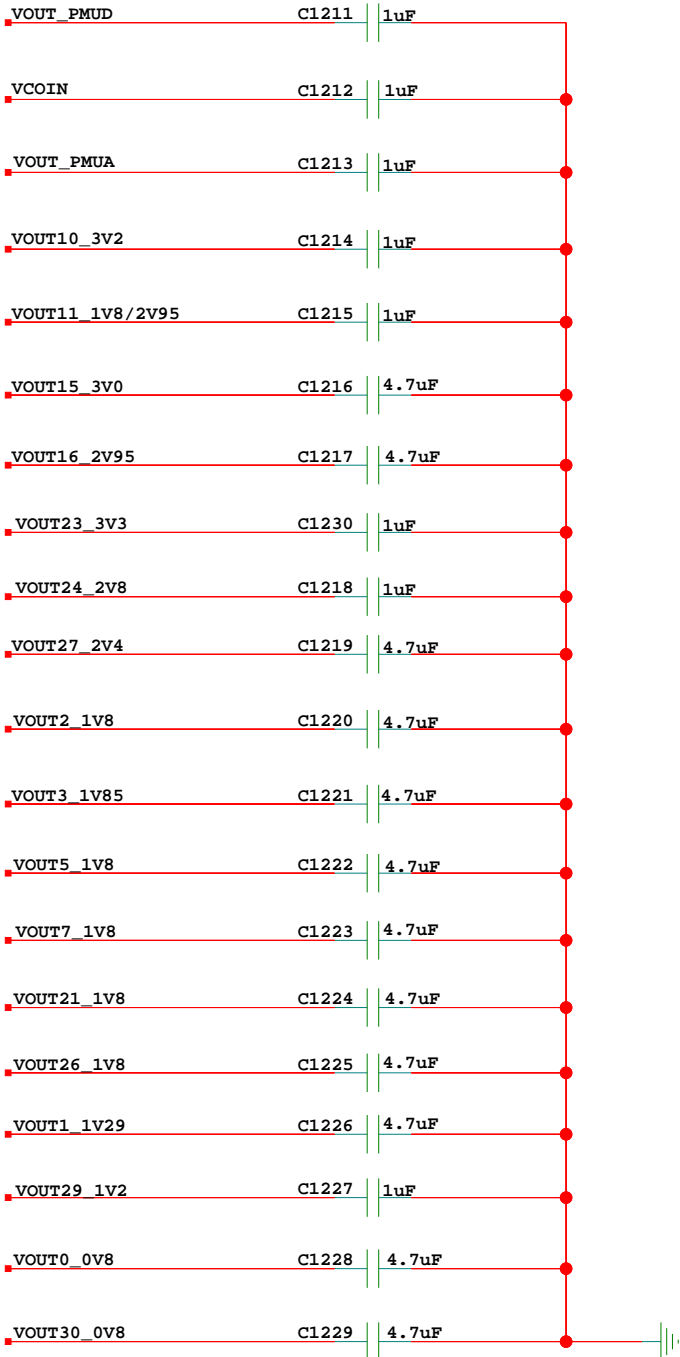 VOUT_PMUD C1211 1uF
VCOIN C1212 1uF
VOUT_PMUA C1213 1uF
VOUT10_3V2 C1214 1uF
VOUT11_1V8/2V95 C1215 1uF
VOUT15_3V0 C1216 4.7uF
VOUT16_2V95 C1217 4.7uF
VOUT23_3V3 C1230 1uF
VOUT24_2V8 C1218 1uF
VOUT27_2V4 C1219 4.7uF
VOUT2_1V8 C1220 4.7uF
VOUT3_1V85 C1221 4.7uF
VOUT5_1V8 C1222 4.7uF
VOUT7_1V8 C1223 4.7uF
VOUT21_1V8 C1224 4.7uF
VOUT26_1V8 C1225 4.7uF
VOUT1_1V29 C1226 4.7uF
VOUT29_1V2 C1227 1uF
VOUT0_0V8 C1228 4.7uF
VOUT30_0V8 C1229 4.7uF